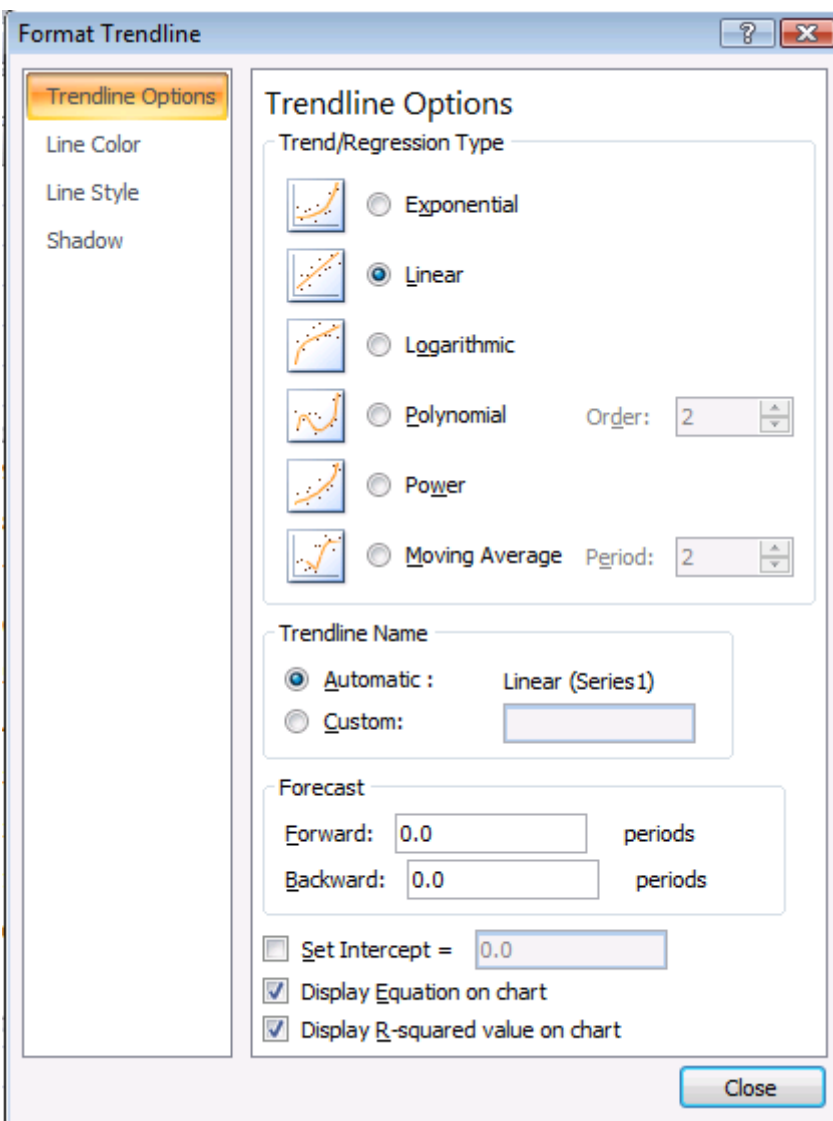 Format Trendline
?
Trendline Options
Line Color
Line Style
Shadow
Trendline Options
Trend/Regression Type
Exponential
Linear
Logarithmic
Polynomial Order: 2
Power
Moving Average Period: 2
Trendline Name
Automatic : Linear (Series1)
Custom:
Forecast
Forward: 0.0 periods
Backward: 0.0 periods
Set Intercept = 0.0
Display Equation on chart
Display R-squared value on chart
Close